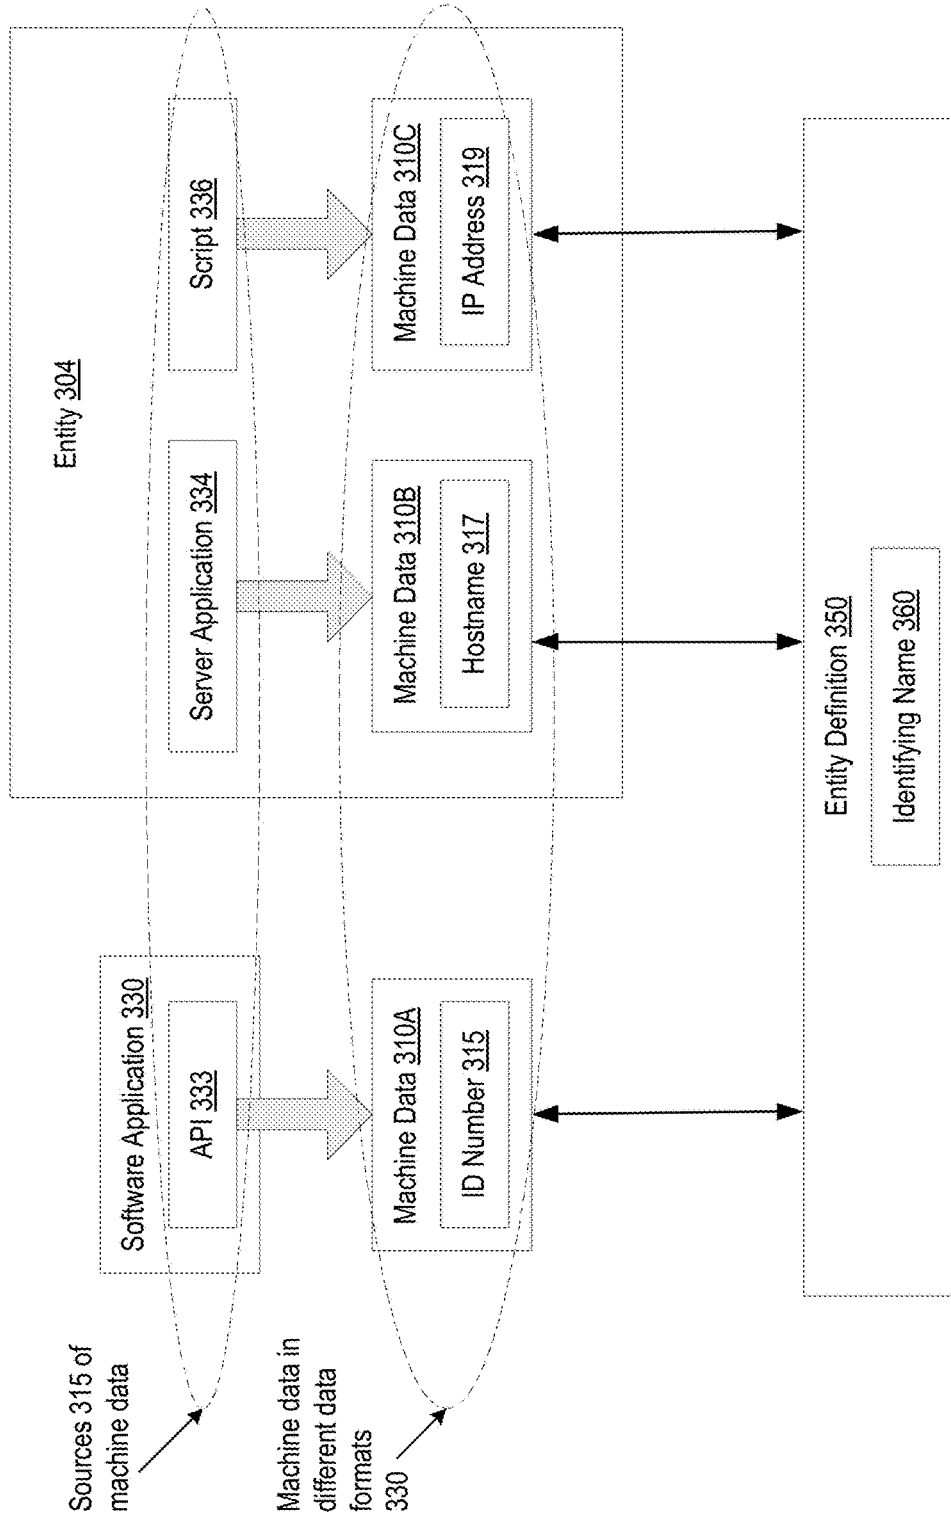 Entity 304
Software Application 330
API 333
Server Application 334
Script 336
Sources 315 of
machine data
Machine data in
different data
formats
330
Machine Data 310A
ID Number 315
Machine Data 310B
Hostname 317
Machine Data 310C
IP Address 319
Entity Definition 350
Identifying Name 360